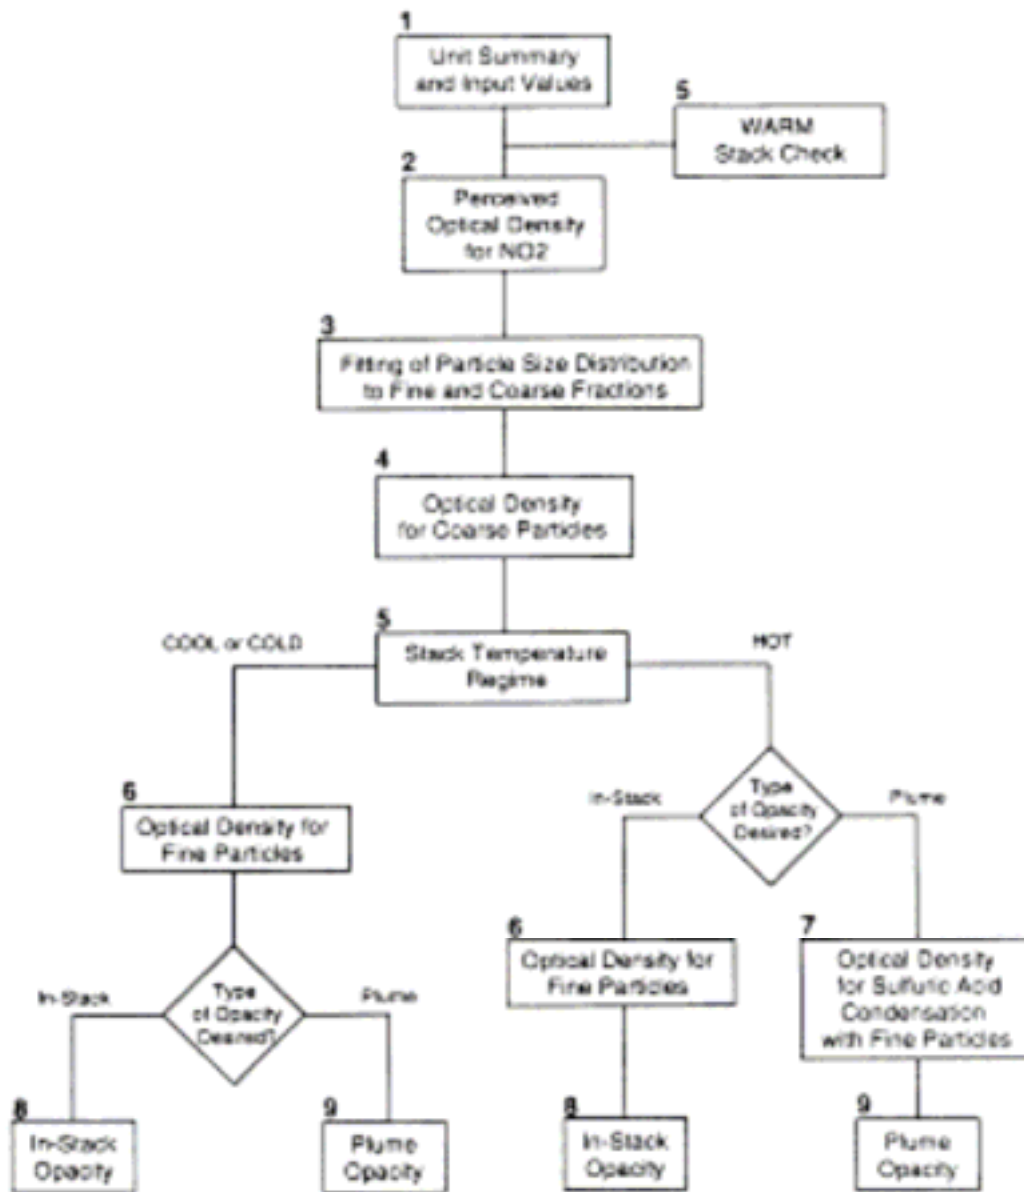 1
Unit Summary
and Input Values
5
WARM
Stack Check
2
Perceived
Optical Density
for NO2
3
Fitting of Particle Size Distribution
to Fine and Coarse Fractions
4
Optical Density
for Coarse Particles
5
COOL or COLD
Stack Temperature
Regime
HOT
Type
of Opacity
Desired?
In-Stack
Plume
6
Optical Density for
Fine Particles
6
Optical Density for
Fine Particles
7
Optical Density
for Sulfuric Acid
Condensation
with Fine Particles
Type
of Opacity
Desired?
In-Stack
Plume
8
In-Stack
Opacity
9
Plume
Opacity
8
In-Stack
Opacity
9
Plume
Opacity